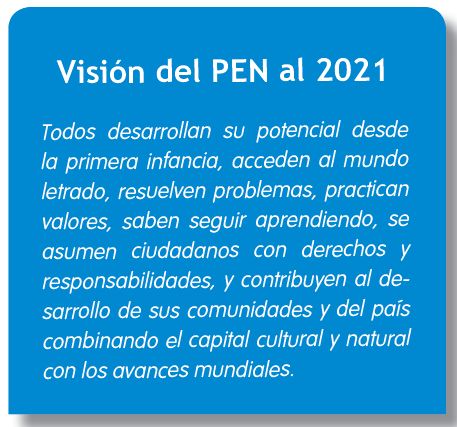 Visión del PEN al 2021
Todos desarrollan su potencial desde
la primera infancia, acceden al mundo
letrado, resuelven problemas, practican
valores, saben seguir aprendiendo, se
asumen ciudadanos con derechos y
responsabilidades, y contribuyen al de-
sarrollo de sus comunidades y del país
combinando el capital cultural y natural
con los avances mundiales.